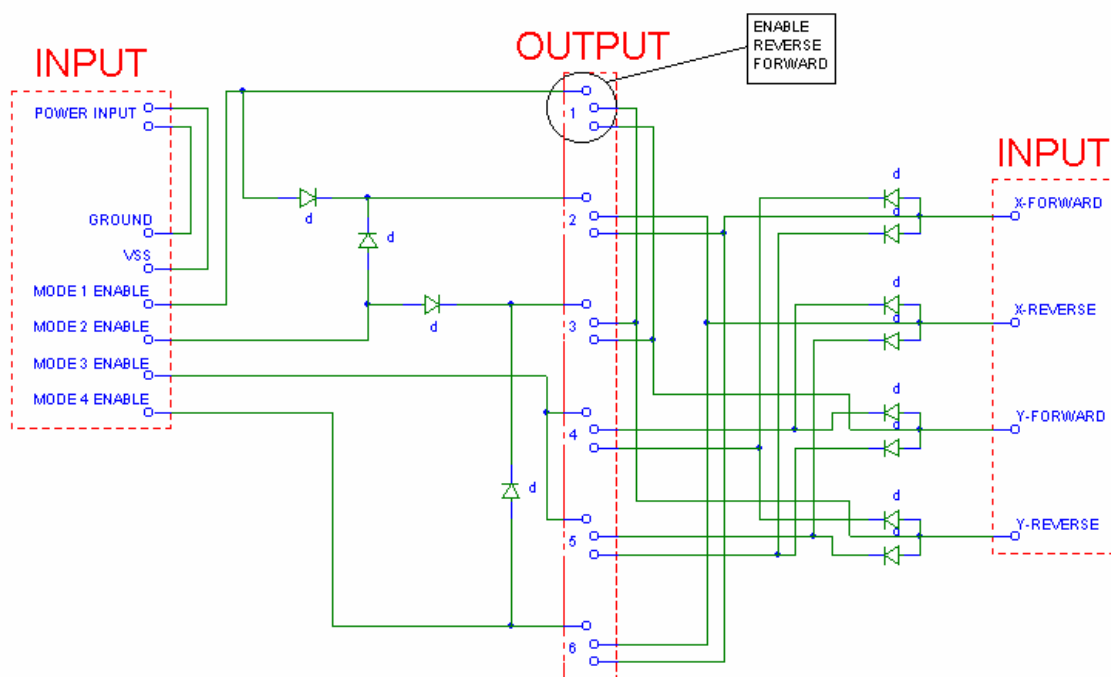 ENABLE
REVERSE
FORWARD
OUTPUT
INPUT
POWER INPUT
GROUND
VSS
MODE 1 ENABLE
MODE 2 ENABLE
MODE 3 ENABLE
MODE 4 ENABLE
d
d
d
d
1
2
3
4
5
6
INPUT
d
d
X-FORWARD
d
d
X-REVERSE
d
d
Y-FORWARD
d
d
Y-REVERSE